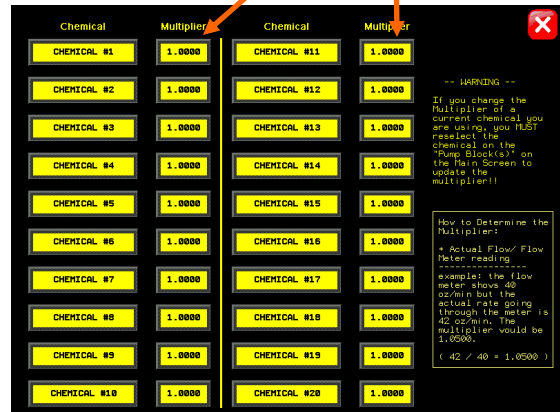 Chemical Multiplier Chemical Multiplier
CHEMICAL #1 1.0000 CHEMICAL #11 1.0000
CHEMICAL #2 1.0000 CHEMICAL #12 1.0000
CHEMICAL #3 1.0000 CHEMICAL #13 1.0000
CHEMICAL #4 1.0000 CHEMICAL #14 1.0000
CHEMICAL #5 1.0000 CHEMICAL #15 1.0000
CHEMICAL #6 1.0000 CHEMICAL #16 1.0000
CHEMICAL #7 1.0000 CHEMICAL #17 1.0000
CHEMICAL #8 1.0000 CHEMICAL #18 1.0000
CHEMICAL #9 1.0000 CHEMICAL #19 1.0000
CHEMICAL #10 1.0000 CHEMICAL #20 1.0000
-- WARNING --
If you change the
Multiplier of a
current chemical you
are using, you MUST
reselect the
chemical on the
"Pump Block(s)" on
the Main Screen to
update the
multiplier!!
How to Determine the
Multiplier:
* Actual Flow/ Flow
Meter reading
----------------
example: the flow
meter shows 40
oz/min but the
actual rate going
through the meter is
42 oz/min. The
multiplier would be
1.0500.
( 42 / 40 = 1.0500 )